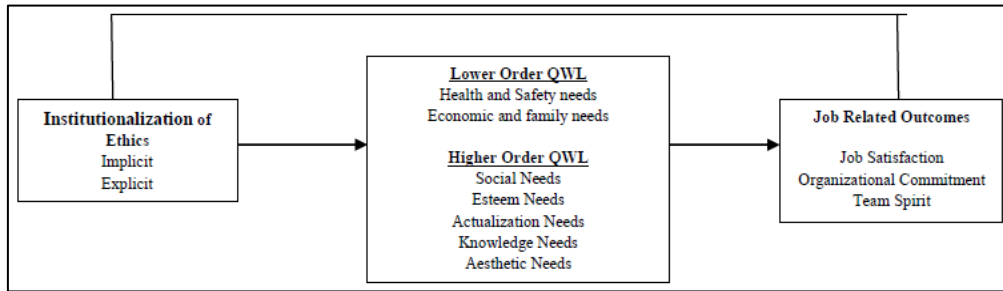 Institutionalization of
Ethics
Implicit
Explicit
Lower Order QWL
Health and Safety needs
Economic and family needs
Higher Order QWL
Social Needs
Esteem Needs
Actualization Needs
Knowledge Needs
Aesthetic Needs
Job Related Outcomes
Job Satisfaction
Organizational Commitment
Team Spirit